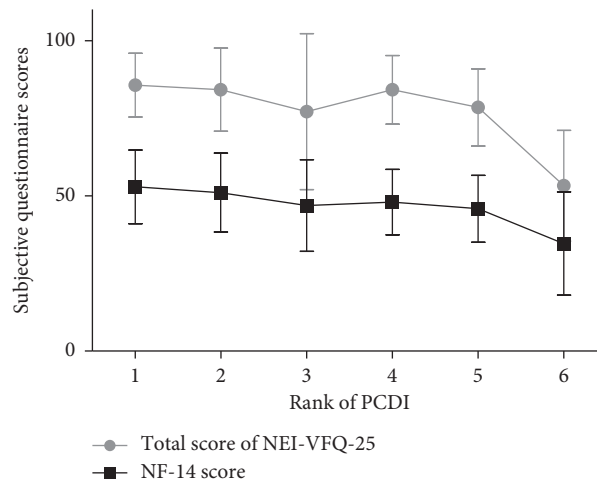 Subjective questionnaire scores
100
50
0
1 2 3 4 5 6
Rank of PCDI
Total score of NEI-VFQ-25
NF-14 score